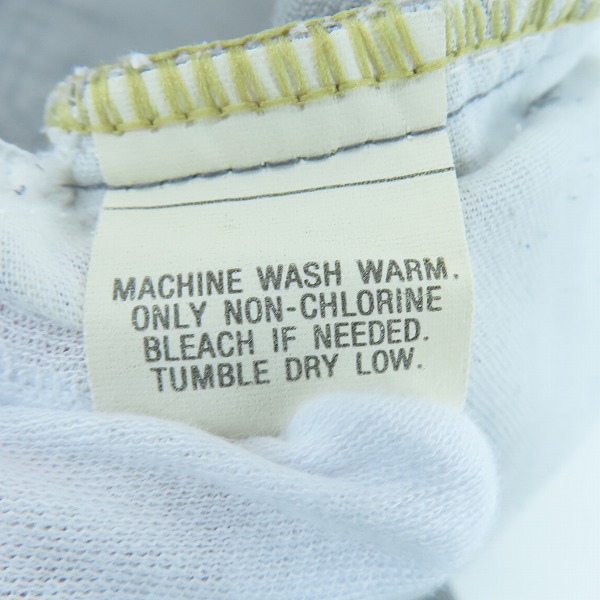 MACHINE WASH WARM.
ONLY NON-CHLORINE
BLEACH IF NEEDED.
TUMBLE DRY LOW.